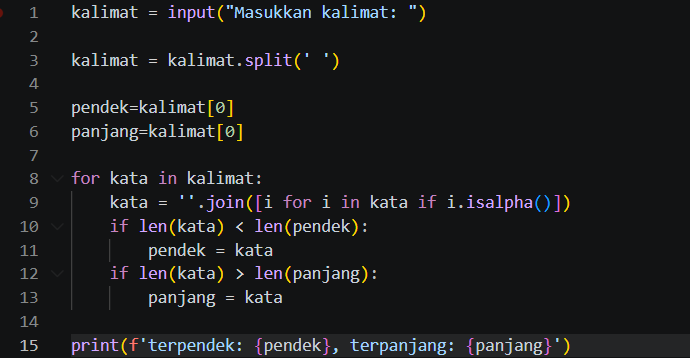 1 kalimat = input("Masukkan kalimat: ")
2
3 kalimat = kalimat.split(' ')
4
5 pendek=kalimat[0]
6 panjang=kalimat[0]
7
8 for kata in kalimat:
9     kata = ''.join([i for i in kata if i.isalpha()])
10     if len(kata) < len(pendek):
11         pendek = kata
12     if len(kata) > len(panjang):
13         panjang = kata
14
15 print(f'terpendek: {pendek}, terpanjang: {panjang}')